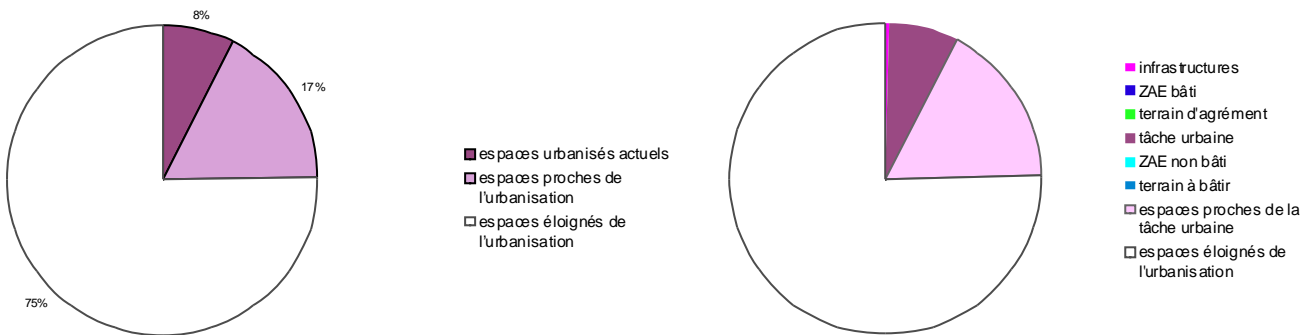 8%
17%
75%
espaces urbanisés actuels
espaces proches de
l'urbanisation
espaces éloignés de
l'urbanisation
infrastructures
ZAE bâti
terrain d'agrément
tâche urbaine
ZAE non bâti
terrain à bâtir
espaces proches de la
tâche urbaine
espaces éloignés de
l'urbanisation